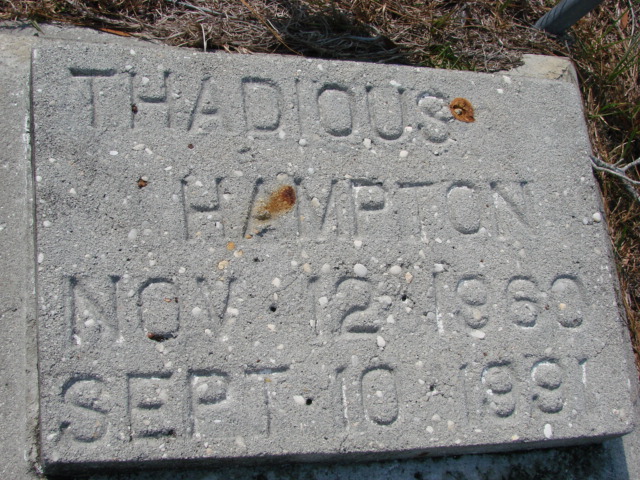 THADIOUS
HAMPTON
NOV. 12. 1960
SEPT. 10. 1991